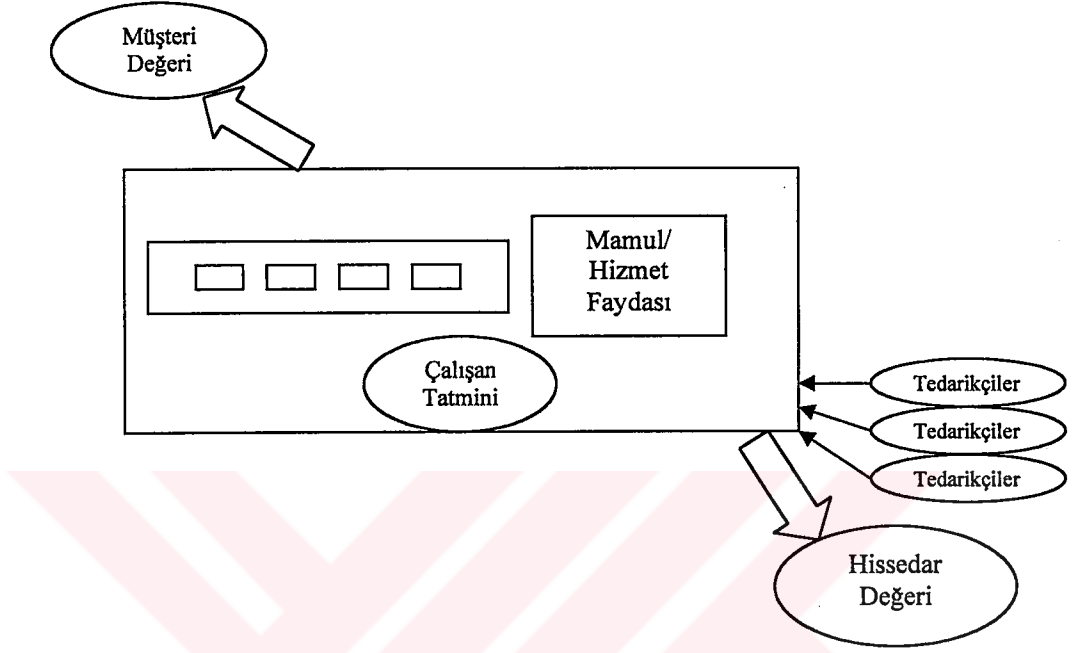 Müşteri
Değeri
Mamul/
Hizmet
Faydası
Çalışan
Tatmini
Tedarikçiler
Tedarikçiler
Tedarikçiler
Hissedar
Değeri